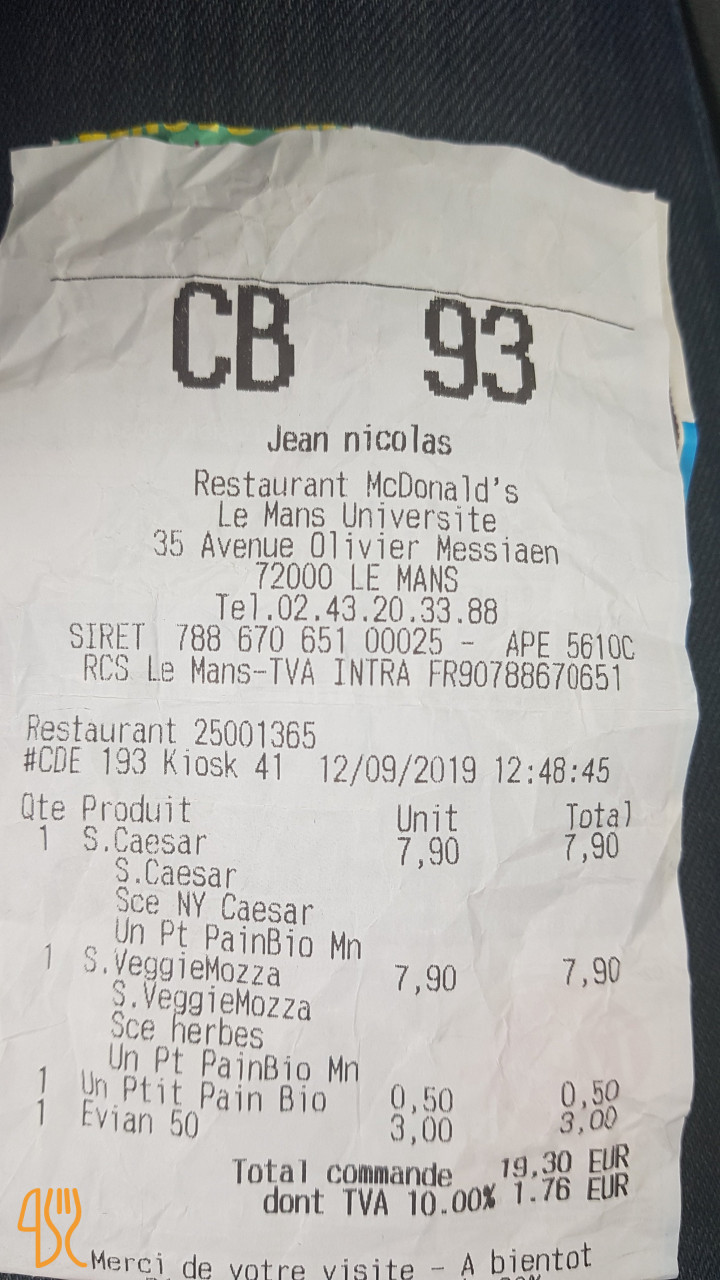 CB 93
Jean nicolas
Restaurant McDonald's
Le Mans Universite
35 Avenue Olivier Messiaen
72000 LE MANS
Tel.02.43.20.33.88
SIRET 788 670 651 00025 - APE 5610C
RCS Le Mans-TVA INTRA FR90788670651
Restaurant 25001365
#CDE 193 Kiosk 41 12/09/2019 12:48:45
Qte Produit Unit Total
1 S.Caesar 7,90 7,90
S.Caesar
Sce NY Caesar
Un Pt PainBio Mn
1 S.VeggieMozza 7,90 7,90
S.VeggieMozza
Sce herbes
Un Pt PainBio Mn
1 Un Ptit Pain Bio 0,50 0,50
1 Evian 50 3,00 3,00
Total commande 19,30 EUR
dont TVA 10.00% 1.76 EUR
Merci de votre visite - A bientot